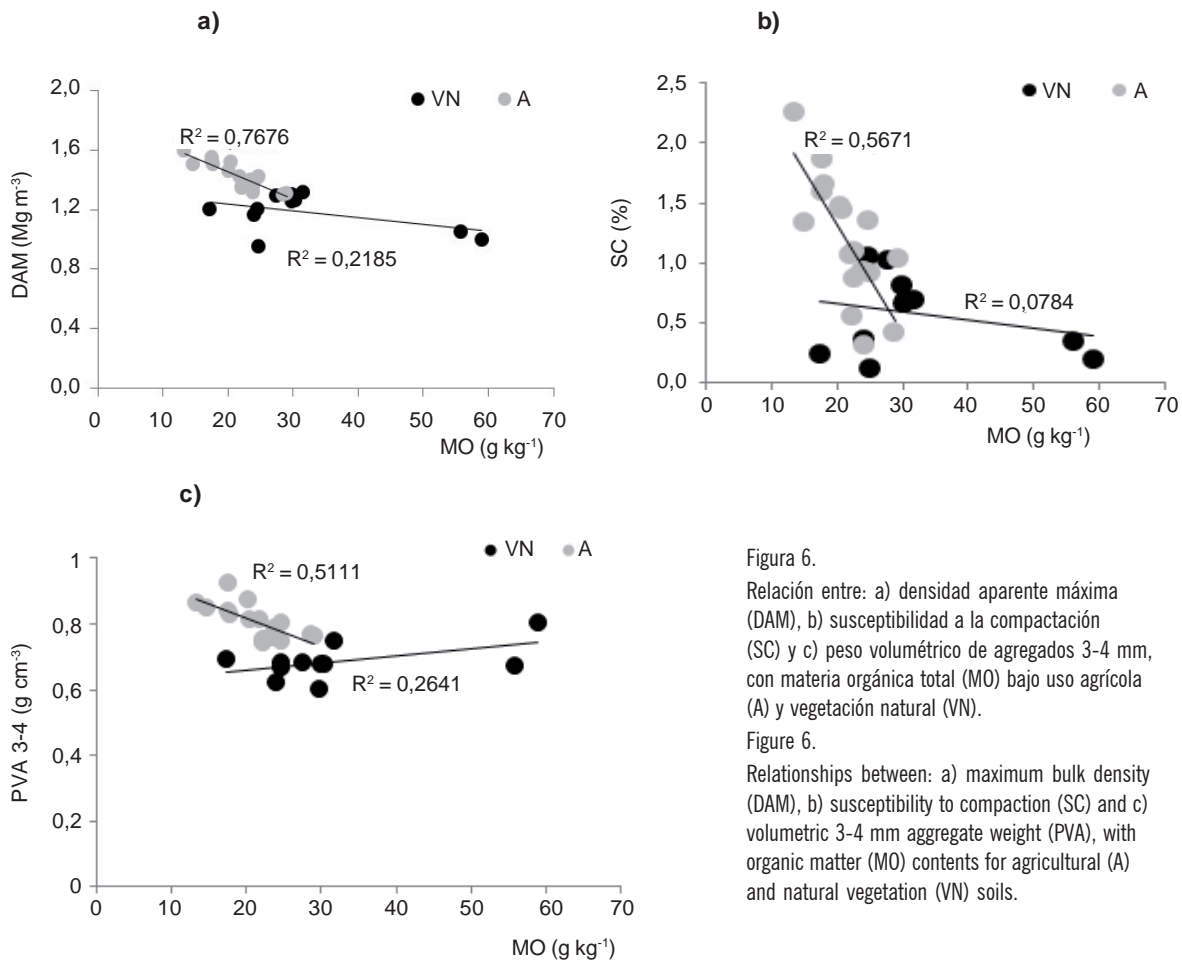 a)
2,0
1,6
1,2
0,8
0,4
0,0
DAM (Mg m-3)
VN A
R2 = 0,7676
R2 = 0,2185
0 10 20 30 40 50 60 70
MO (g kg-1)
b)
2,5
2,0
1,5
1,0
0,5
0,0
SC (%)
VN A
R2 = 0,5671
R2 = 0,0784
0 10 20 30 40 50 60 70
MO (g kg-1)
c)
1
0,8
0,6
0,4
0,2
0
PVA 3-4 (g cm-3)
VN A
R2 = 0,5111
R2 = 0,2641
0 10 20 30 40 50 60 70
MO (g kg-1)
Figura 6.
Relación entre: a) densidad aparente máxima
(DAM), b) susceptibilidad a la compactación
(SC) y c) peso volumétrico de agregados 3-4 mm,
con materia orgánica total (MO) bajo uso agrícola
(A) y vegetación natural (VN).
Figure 6.
Relationships between: a) maximum bulk density
(DAM), b) susceptibility to compaction (SC) and c)
volumetric 3-4 mm aggregate weight (PVA), with
organic matter (MO) contents for agricultural (A)
and natural vegetation (VN) soils.